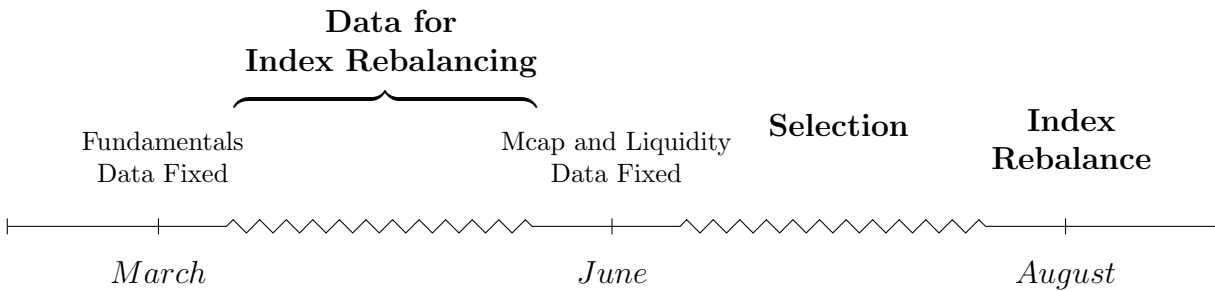 Data for
Index Rebalancing
Fundamentals
Data Fixed
Mcap and Liquidity
Data Fixed
Selection
Index
Rebalance
March
June
August